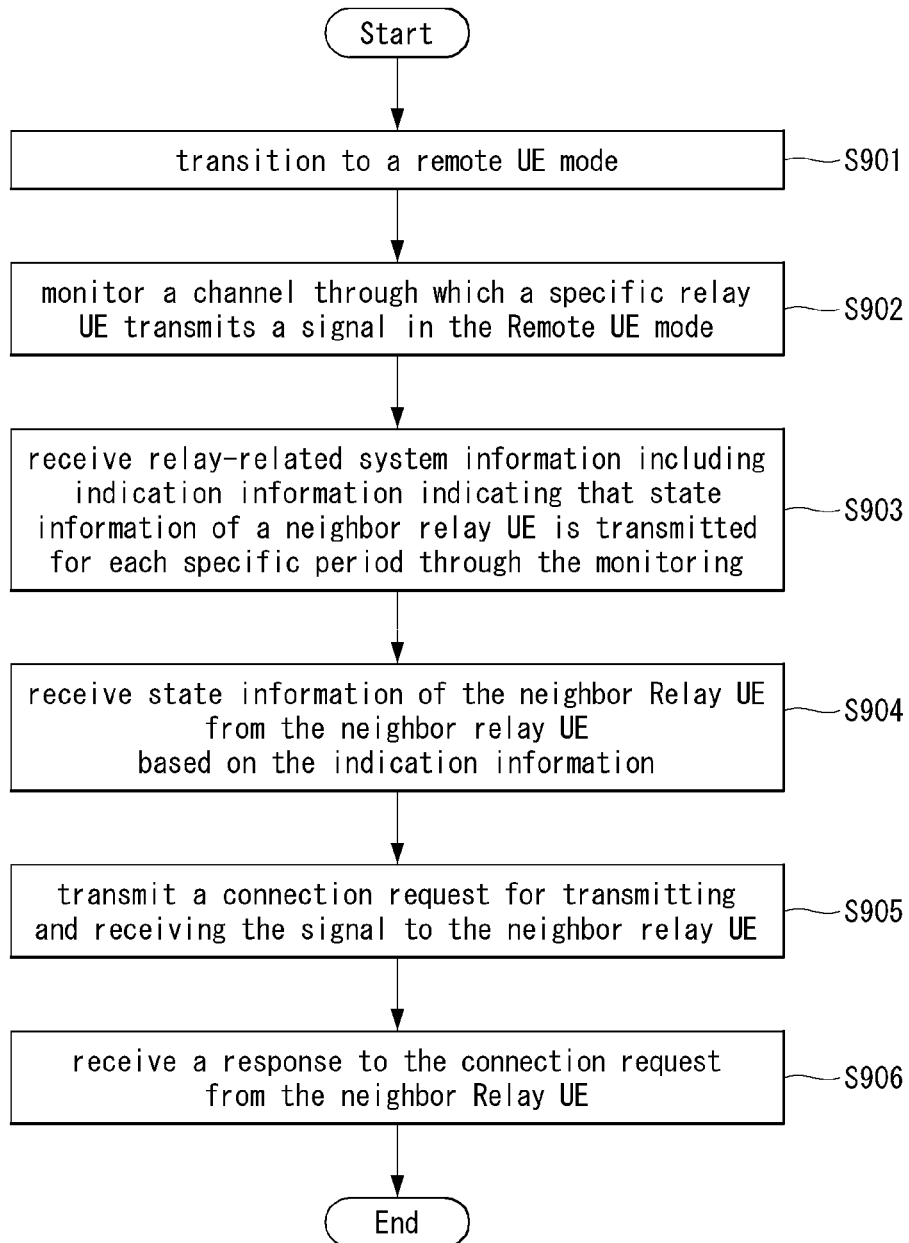 Start
transition to a remote UE mode
S901
monitor a channel through which a specific relay
UE transmits a signal in the Remote UE mode
S902
receive relay-related system information including
indication information indicating that state
information of a neighbor relay UE is transmitted
for each specific period through the monitoring
S903
receive state information of the neighbor Relay UE
from the neighbor relay UE
based on the indication information
S904
transmit a connection request for transmitting
and receiving the signal to the neighbor relay UE
S905
receive a response to the connection request
from the neighbor Relay UE
S906
End